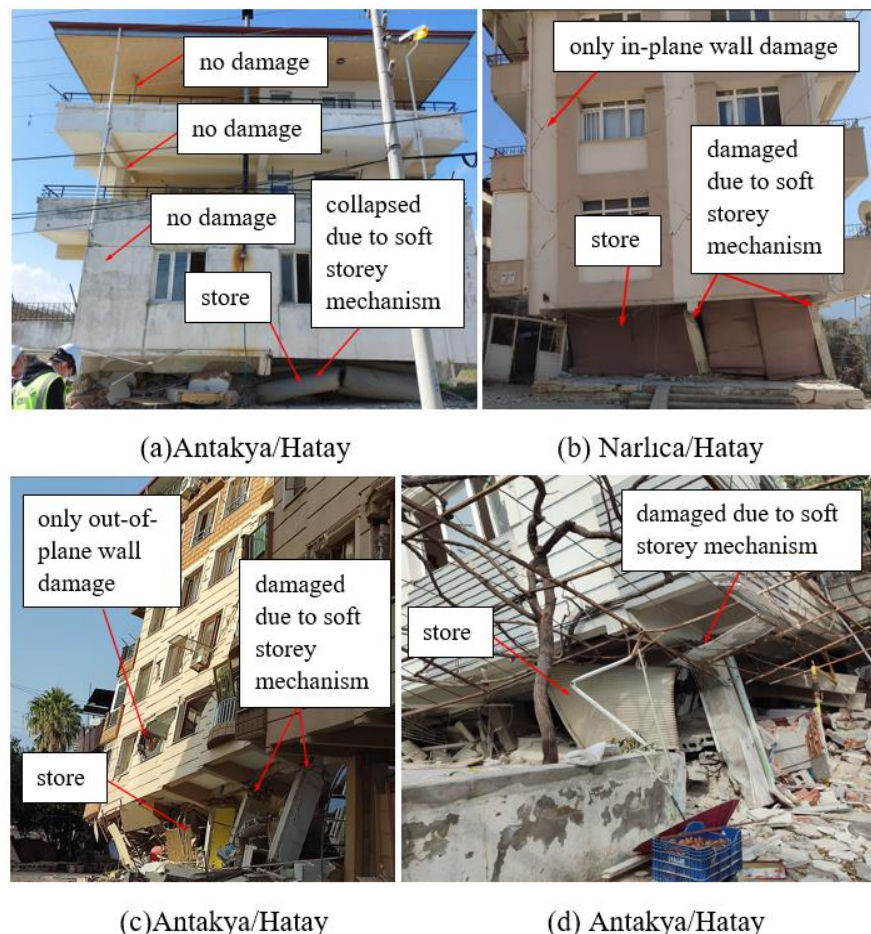 no damage
no damage
no damage
collapsed
due to soft
storey
mechanism
store
only in-plane wall damage
damaged
due to soft
storey
mechanism
store
(a)Antakya/Hatay
(b) Narlıca/Hatay
only out-of-
plane wall
damage
damaged
due to soft
storey
mechanism
store
damaged due to soft
storey mechanism
store
(c)Antakya/Hatay
(d) Antakya/Hatay